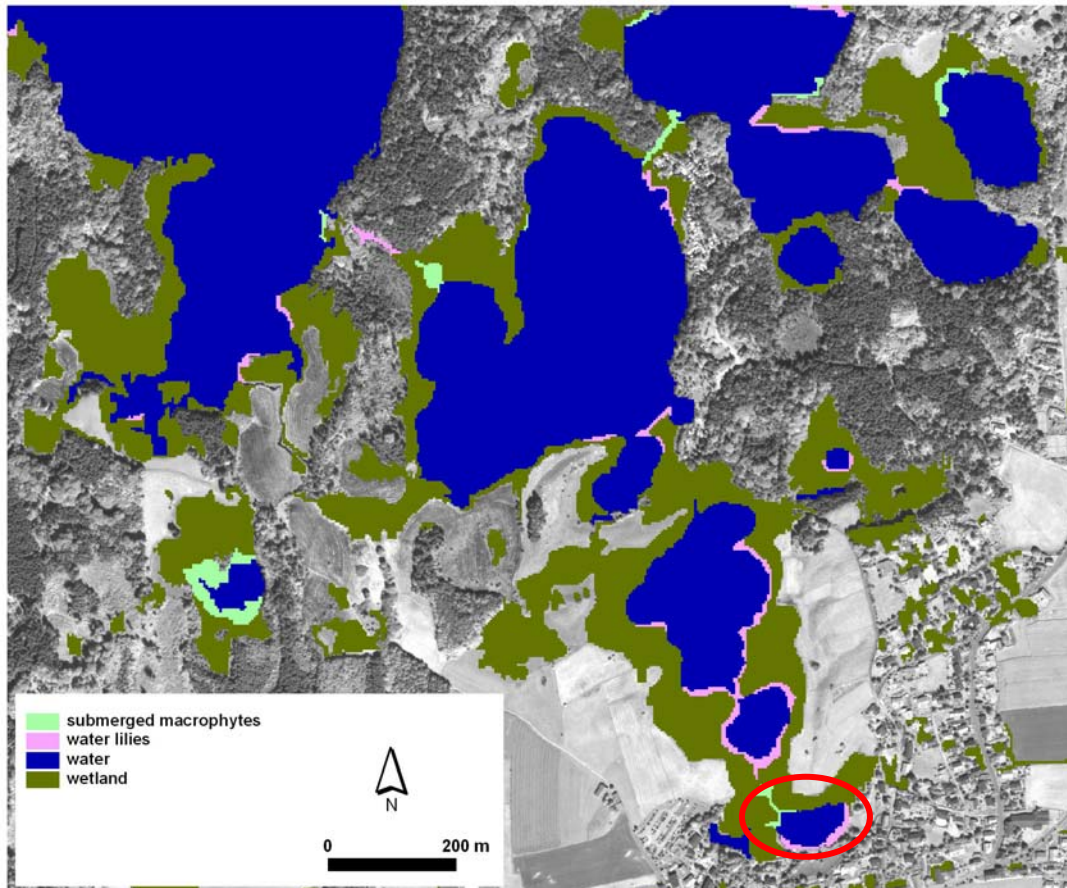 submerged macrophytes
water lilies
water
wetland
N
0 200 m